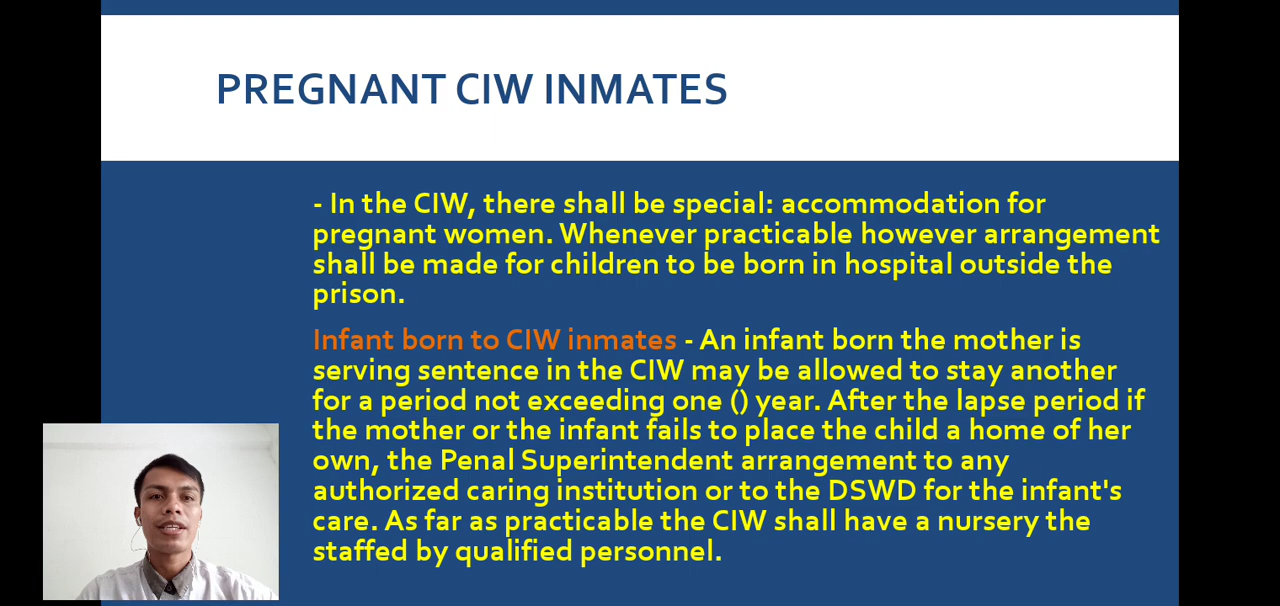 PREGNANT CIW INMATES
- In the CIW, there shall be special: accommodation for
pregnant women. Whenever practicable however arrangement
shall be made for children to be born in hospital outside the
prison.
Infant born to CIW inmates - An infant born the mother is
serving sentence in the CIW may be allowed to stay another
for a period not exceeding one () year. After the lapse period if
the mother or the infant fails to place the child a home of her
own, the Penal Superintendent arrangement to any
authorized caring institution or to the DSWD for the infant's
care. As far as practicable the CIW shall have a nursery the
staffed by qualified personnel.